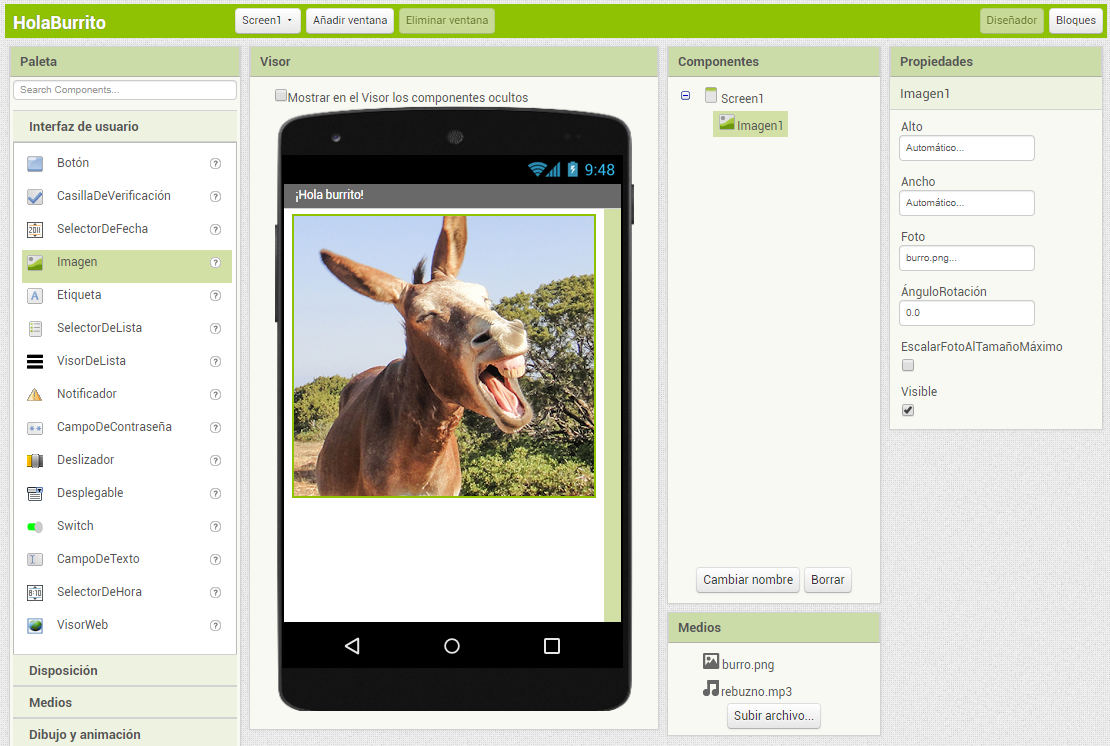 HolaBurrito
Screen1
Añadir ventana
Eliminar ventana
Diseñador
Bloques
Paleta
Search Components...
Interfaz de usuario
Botón
CasillaDeVerificación
SelectorDeFecha
Imagen
Etiqueta
SelectorDeLista
VisorDeLista
Notificador
CampoDeContraseña
Deslizador
Desplegable
Switch
CampoDeTexto
SelectorDeHora
VisorWeb
Disposición
Medios
Dibujo y animación
Visor
Mostrar en el Visor los componentes ocultos
9:48
¡Hola burrito!
Componentes
Screen1
Imagen1
Cambiar nombre
Borrar
Medios
burro.png
rebuzno.mp3
Subir archivo...
Propiedades
Imagen1
Alto
Automático...
Ancho
Automático...
Foto
burro.png...
ÁnguloRotación
0.0
EscalarFotoAlTamañoMáximo
Visible